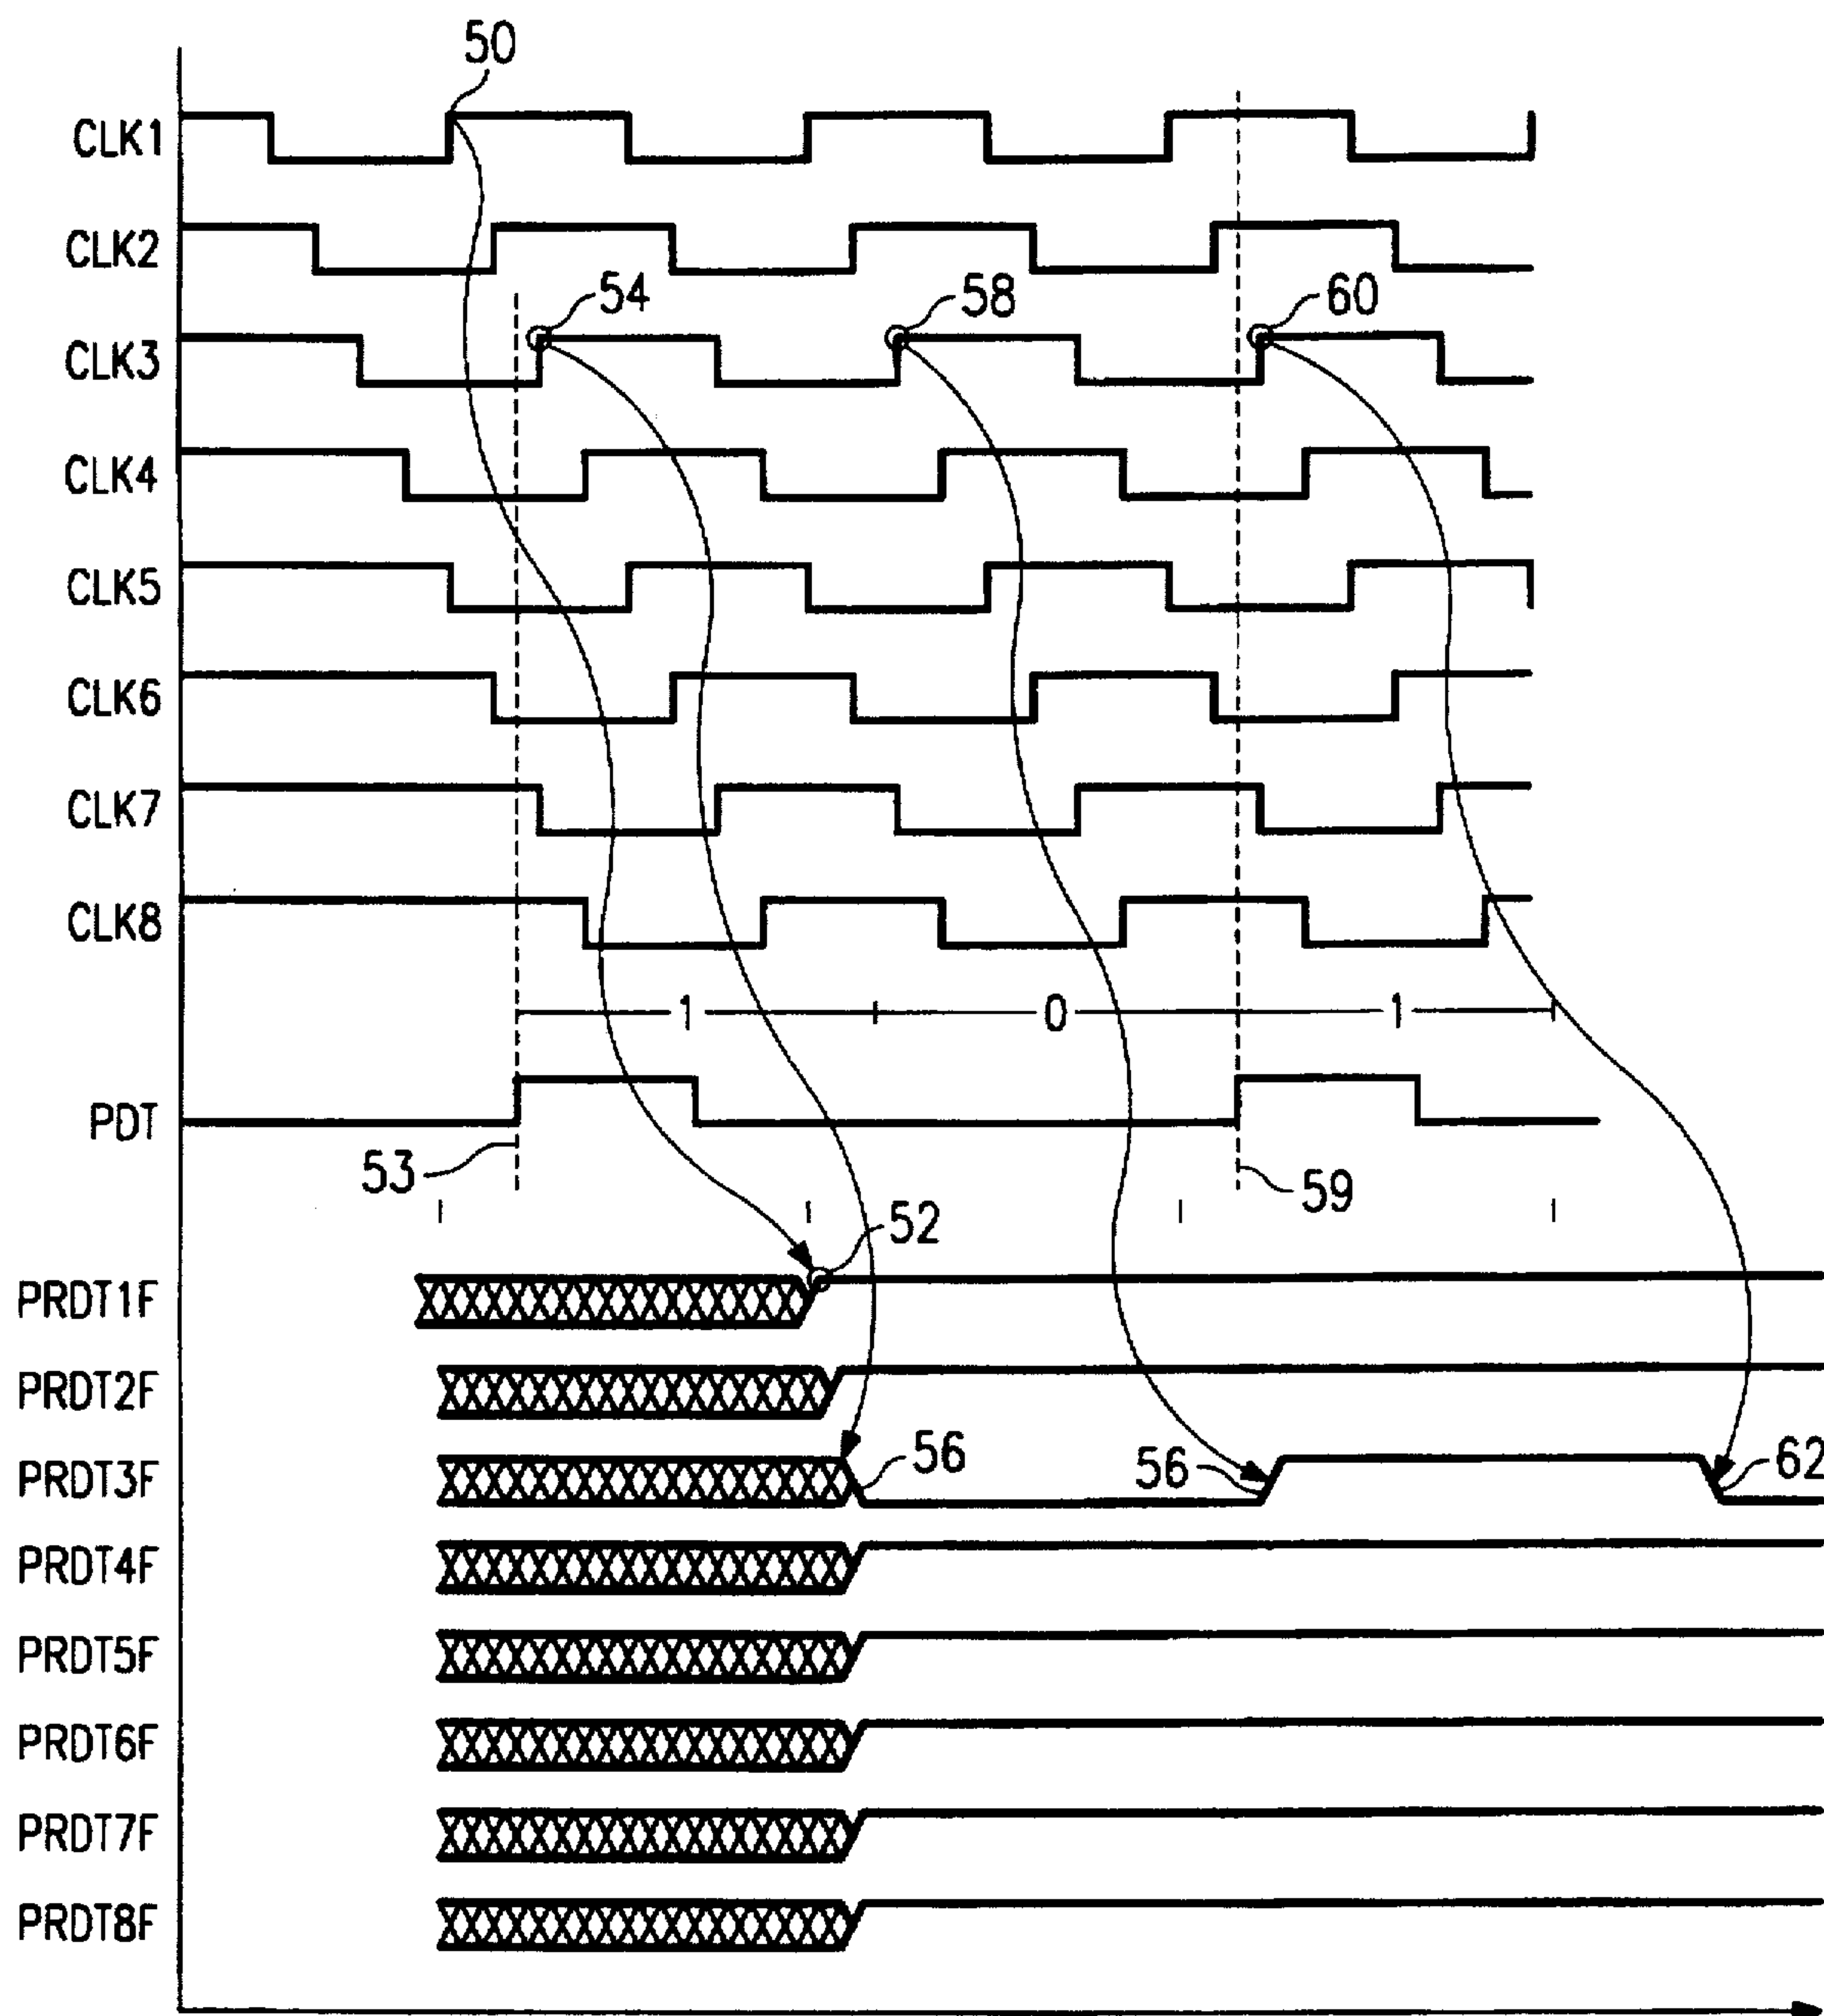 50
CLK1
CLK2
54
58
60
CLK3
CLK4
CLK5
CLK6
CLK7
CLK8
1 0 1
PDT
53
59
52
PRDT1F
PRDT2F
PRDT3F
56
56
62
PRDT4F
PRDT5F
PRDT6F
PRDT7F
PRDT8F